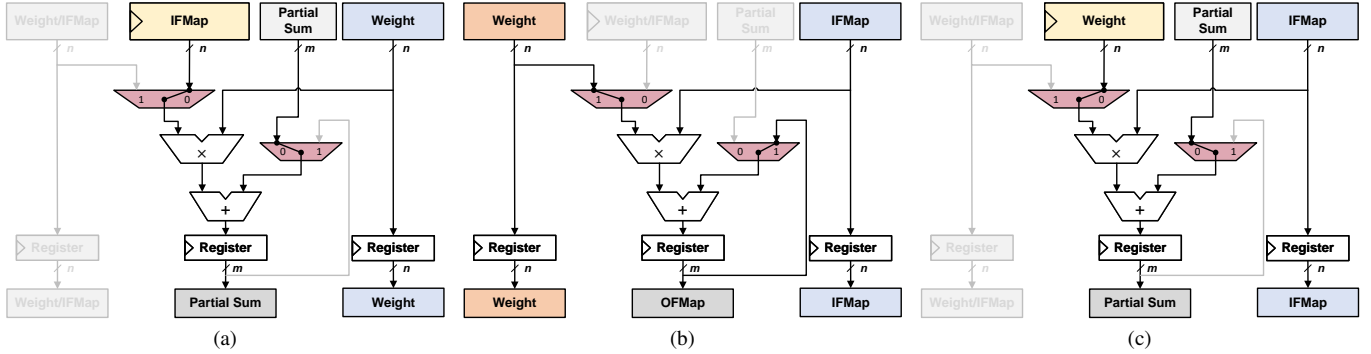 Weight/IFMap
IFMap
Partial
Sum
Weight
n
n
m
n
1
0
×
0
1
+
Register
Register
Register
n
m
n
Weight/IFMap
Partial Sum
Weight
(a)
Weight
Weight/IFMap
Partial
Sum
IFMap
n
n
m
n
1
0
×
0
1
+
Register
Register
Register
n
m
n
Weight
OFMap
IFMap
(b)
Weight/IFMap
Weight
Partial
Sum
IFMap
n
n
m
n
1
0
×
0
1
+
Register
Register
Register
n
m
n
Weight/IFMap
Partial Sum
IFMap
(c)